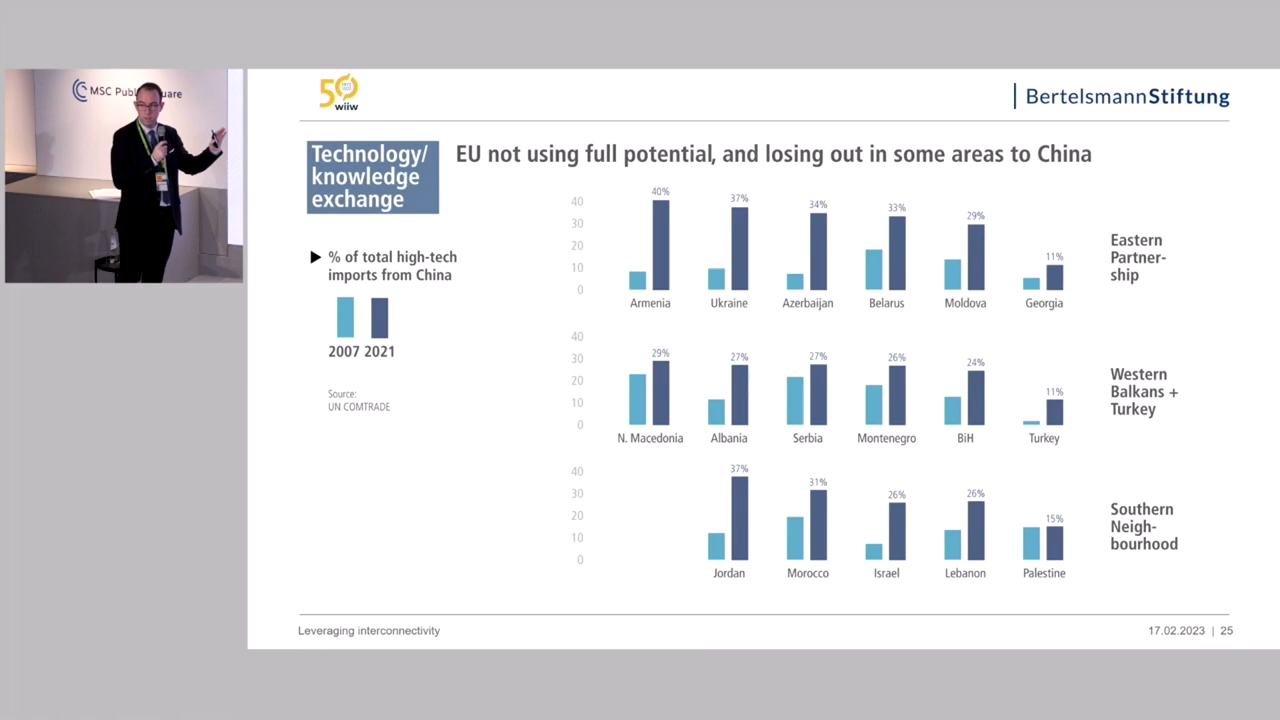 MSC Publ
uare
50
wiiw
BertelsmannStiftung
Technology/
knowledge
exchange
EU not using full potential, and losing out in some areas to China
% of total high-tech
imports from China
2007 2021
Source:
UN COMTRADE
40
30
20
10
0
40%
37%
34%
33%
29%
11%
Armenia
Ukraine
Azerbaijan
Belarus
Moldova
Georgia
Eastern
Partner-
ship
40
30
20
10
0
29%
27%
27%
26%
24%
11%
N. Macedonia
Albania
Serbia
Montenegro
BiH
Turkey
Western
Balkans +
Turkey
40
30
20
10
0
37%
31%
26%
26%
15%
Jordan
Morocco
Israel
Lebanon
Palestine
Southern
Neigh-
bourhood
Leveraging interconnectivity
17.02.2023 | 25